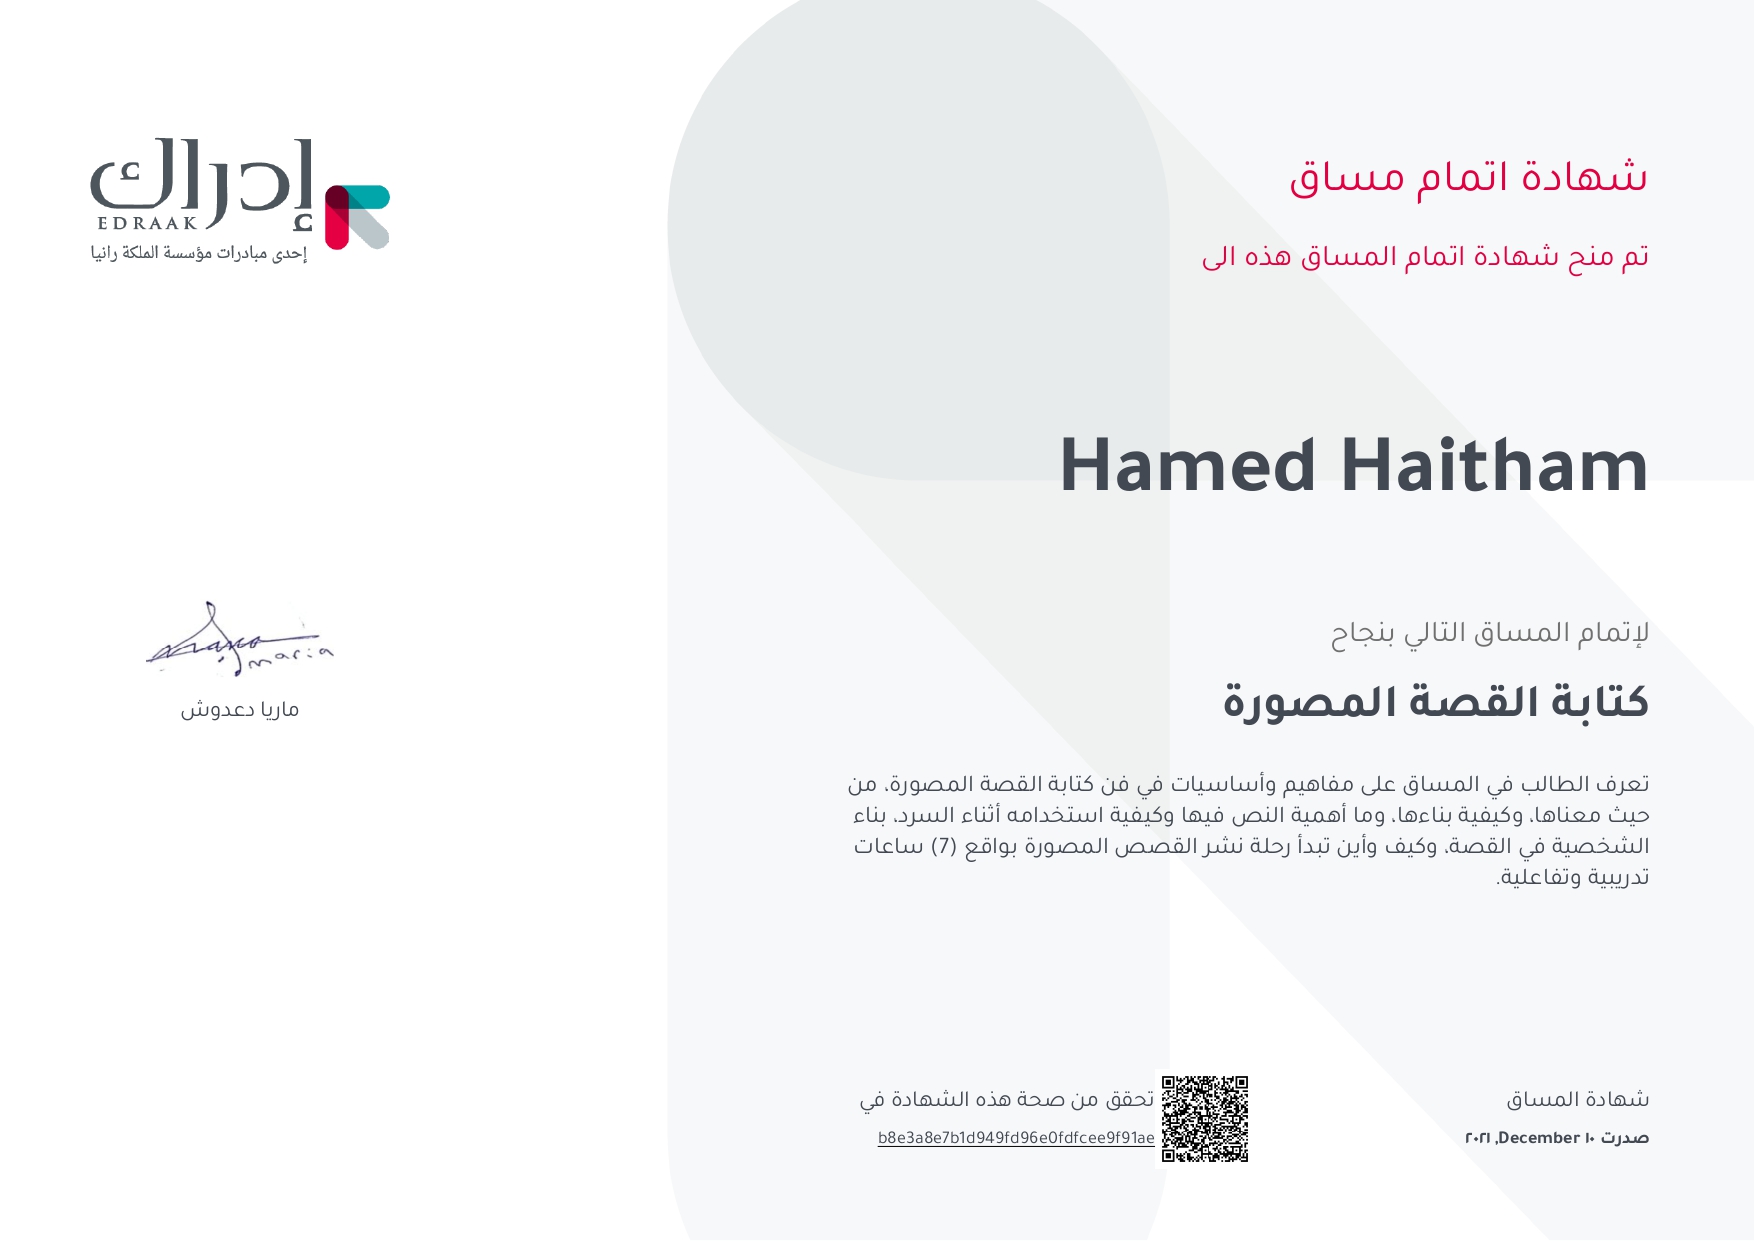 شهادة اتمام مساق
تم منح شهادة اتمام المساق هذه الى
إدراك
EDRAAK
إحدى مبادرات مؤسسة الملكة رانيا
Hamed Haitham
لإتمام المساق التالي بنجاح
كتابة القصة المصورة
تعرف الطالب في المساق على مفاهيم وأساسيات في فن كتابة القصة المصورة، من
حيث معناها، وكيفية بناءها، وما أهمية النص فيها وكيفية استخدامه أثناء السرد، بناء
الشخصية في القصة، وكيف وأين تبدأ رحلة نشر القصص المصورة بواقع (7) ساعات
تدريبية وتفاعلية.
maria
ماريا دعدوش
شهادة المساق
صدرت ١٠ December, ٢٠٢١
تحقق من صحة هذه الشهادة في
b8e3a8e7b1d949fd96e0fdfcee9f91ae